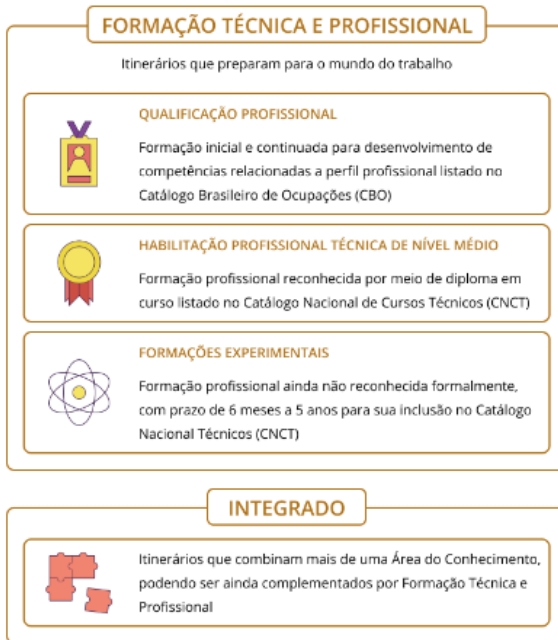 FORMAÇÃO TÉCNICA E PROFISSIONAL
Itinerários que preparam para o mundo do trabalho
QUALIFICAÇÃO PROFISSIONAL
Formação inicial e continuada para desenvolvimento de
competências relacionadas a perfil profissional listado no
Catálogo Brasileiro de Ocupações (CBO)
HABILITAÇÃO PROFISSIONAL TÉCNICA DE NÍVEL MÉDIO
Formação profissional reconhecida por meio de diploma em
curso listado no Catálogo Nacional de Cursos Técnicos (CNCT)
FORMAÇÕES EXPERIMENTAIS
Formação profissional ainda não reconhecida formalmente,
com prazo de 6 meses a 5 anos para sua inclusão no Catálogo
Nacional Técnicos (CNCT)
INTEGRADO
Itinerários que combinam mais de uma Área do Conhecimento,
podendo ser ainda complementados por Formação Técnica e
Profissional